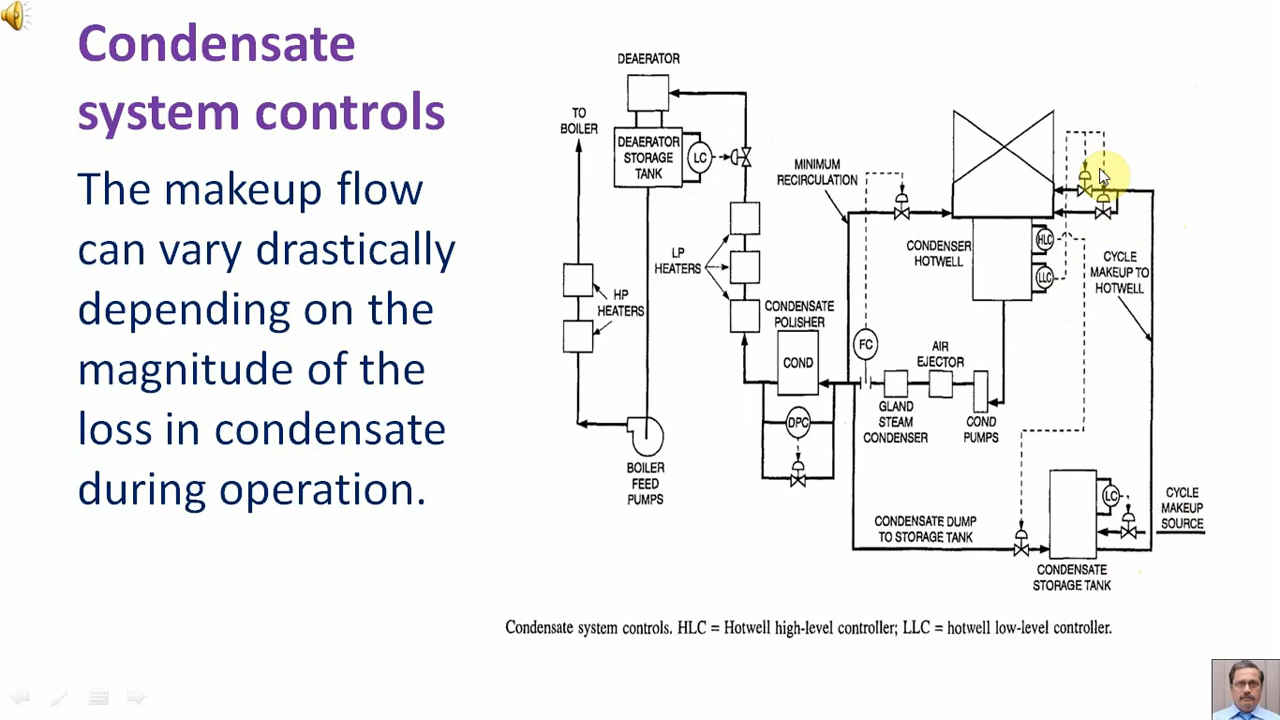 Condensate
system controls
The makeup flow
can vary drastically
depending on the
magnitude of the
loss in condensate
during operation.
DEAERATOR
TO
BOILER
DEAERATOR
STORAGE
TANK
LC
MINIMUM
RECIRCULATION
LP
HEATERS
HP
HEATERS
CONDENSER
HOTWELL
HLC
LLC
CYCLE
MAKEUP TO
HOTWELL
CONDENSATE
POLISHER
COND
FC
AIR
EJECTOR
GLAND
STEAM
CONDENSER
COND
PUMPS
DPC
BOILER
FEED
PUMPS
CONDENSATE DUMP
TO STORAGE TANK
LC
CYCLE
MAKEUP
SOURCE
CONDENSATE
STORAGE TANK
Condensate system controls. HLC = Hotwell high-level controller; LLC = hotwell low-level controller.